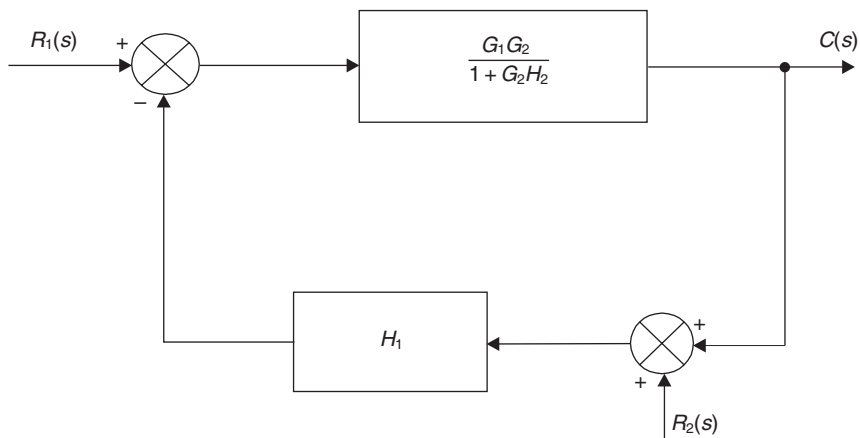 R₁(s)
+
−
G₁G₂
1 + G₂H₂
C(s)
H₁
+
+
R₂(s)